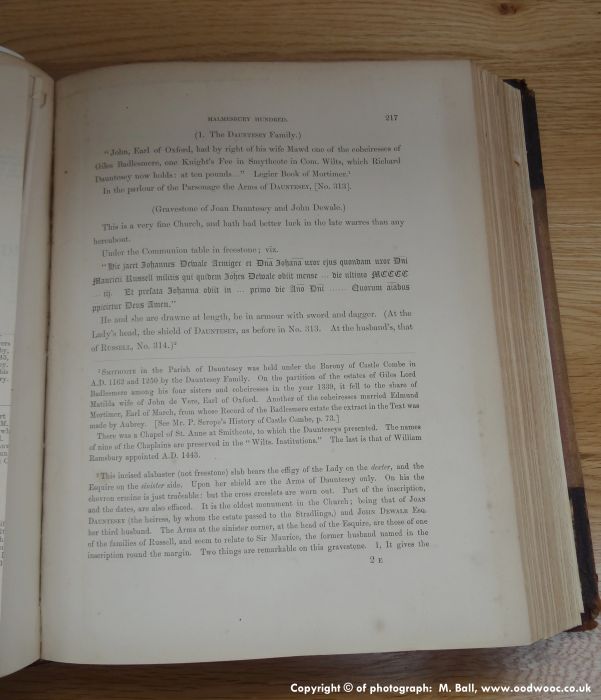 MALMESBURY HUNDRED. 217
(1. The DAUNTESEY Family.)
"John, Earl of Oxford, had by right of his wife Mawd one of the coheiresses of
Giles Badlesmere, one Knight's Fee in Smythcote in Com. Wilts, which Richard
Dauntesey now holds: at ten pounds..." Legier Book of Mortimer.¹
In the parlour of the Parsonage the Arms of DAUNTESEY, [No. 313].
(Gravestone of Joan Dauntsey and John Dewale.)
This is a very fine Church, and hath had better luck in the late warres than any
hereabout.
Under the Communion table in freestone; viz.
"Hic jacet Johannes Dewale Armiger et Dna Johana uxor ejus quondam uxor Dni
Mauricii Russell militis qui quidem Johes Dewale obiit mense ... die ultimo MCCCC
... iij. Et prefata Johanna obiit in ... primo die Ano Dni ...... Quorum aiabus
ppicietur Deus Amen."
He and she are drawne at length, he in armour with sword and dagger. (At the
Lady's head, the shield of DAUNTESEY, as before in No. 313. At the husband's, that
of RUSSELL, No. 314.)²
¹ SMITHCOTE in the Parish of Dauntsey was held under the Barony of Castle Combe in
A.D. 1162 and 1250 by the Dauntesey Family. On the partition of the estates of Giles Lord
Badlesmere among his four sisters and coheiresses in the year 1339, it fell to the share of
Matilda wife of John de Vere, Earl of Oxford. Another of the coheiresses married Edmund
Mortimer, Earl of March, from whose Record of the Badlesmere estate the extract in the Text was
made by Aubrey. [See Mr. P. Scrope's History of Castle Combe, p. 73.]
There was a Chapel of St. Anne at Smithcote, to which the Daunteseys presented. The names
of nine of the Chaplains are preserved in the "Wilts. Institutions." The last is that of William
Ramsbury appointed A.D. 1443.
² This incised alabaster (not freestone) slab bears the effigy of the Lady on the dexter, and the
Esquire on the sinister side. Upon her shield are the Arms of Dauntesey only. On his the
chevron ermine is just traceable: but the cross crosslets are worn out. Part of the inscription,
and the dates, are also effaced. It is the oldest monument in the Church; being that of JOAN
DAUNTESEY (the heiress, by whom the estate passed to the Stradlings,) and JOHN DEWALE ESQ.
her third husband. The Arms at the sinister corner, at the head of the Esquire, are those of one
of the families of Russell, and seem to relate to Sir Maurice, the former husband named in the
inscription round the margin. Two things are remarkable on this gravestone. 1, It gives the
2 E
Copyright © of photograph: M. Ball, www.oodwooc.co.uk